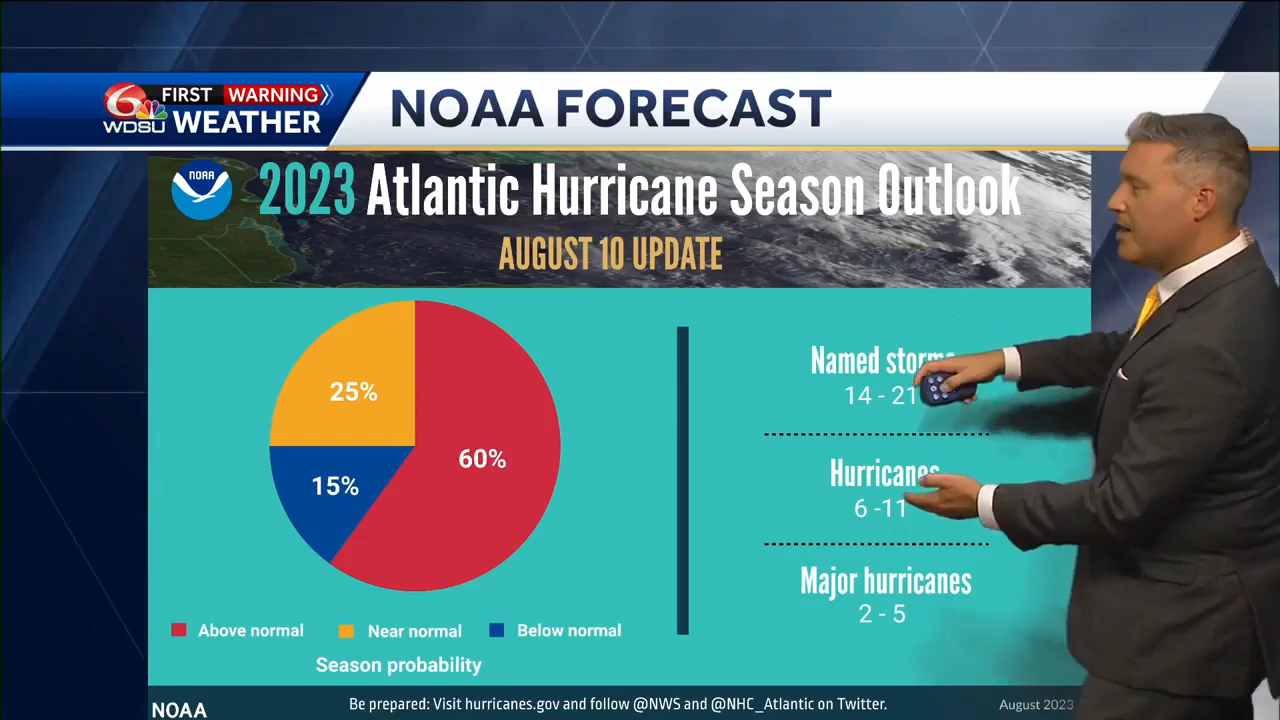 6
WDSU
FIRST WARNING
WEATHER
NOAA FORECAST
NOAA
2023 Atlantic Hurricane Season Outlook
AUGUST 10 UPDATE
25%
15%
60%
Above normal
Near normal
Below normal
Season probability
Named storms
14 - 21
Hurricanes
6 -11
Major hurricanes
2 - 5
NOAA
Be prepared: Visit hurricanes.gov and follow @NWS and @NHC_Atlantic on Twitter.
August 2023